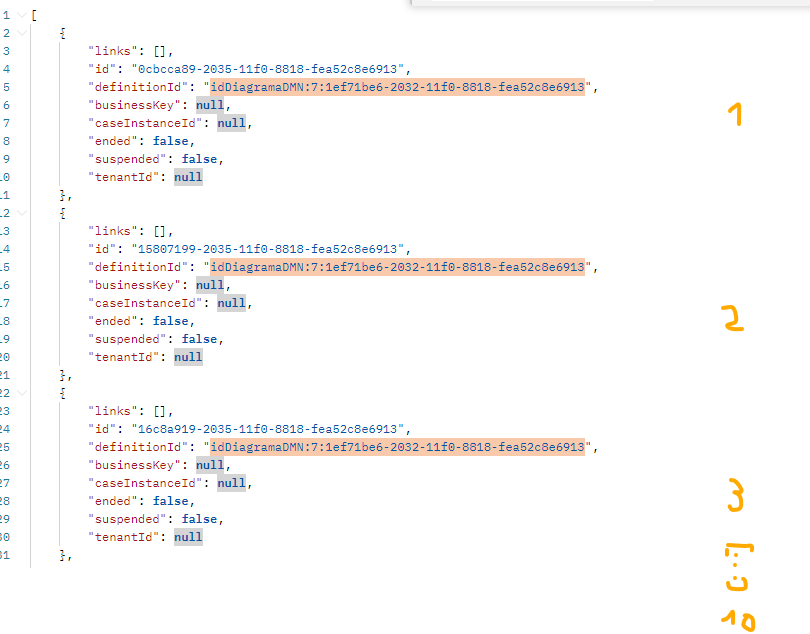 1 [
2 {
3 "links": [],
4 "id": "0cbcca89-2035-11f0-8818-fea52c8e6913",
5 "definitionId": "idDiagramaDMN:7:1ef71be6-2032-11f0-8818-fea52c8e6913",
6 "businessKey": null,
7 "caseInstanceId": null,
8 "ended": false,
9 "suspended": false,
10 "tenantId": null
11 },
12 {
13 "links": [],
14 "id": "15807199-2035-11f0-8818-fea52c8e6913",
15 "definitionId": "idDiagramaDMN:7:1ef71be6-2032-11f0-8818-fea52c8e6913",
16 "businessKey": null,
17 "caseInstanceId": null,
18 "ended": false,
19 "suspended": false,
20 "tenantId": null
21 },
22 {
23 "links": [],
24 "id": "16c8a919-2035-11f0-8818-fea52c8e6913",
25 "definitionId": "idDiagramaDMN:7:1ef71be6-2032-11f0-8818-fea52c8e6913",
26 "businessKey": null,
27 "caseInstanceId": null,
28 "ended": false,
29 "suspended": false,
30 "tenantId": null
31 },
1
2
3
[...]
10